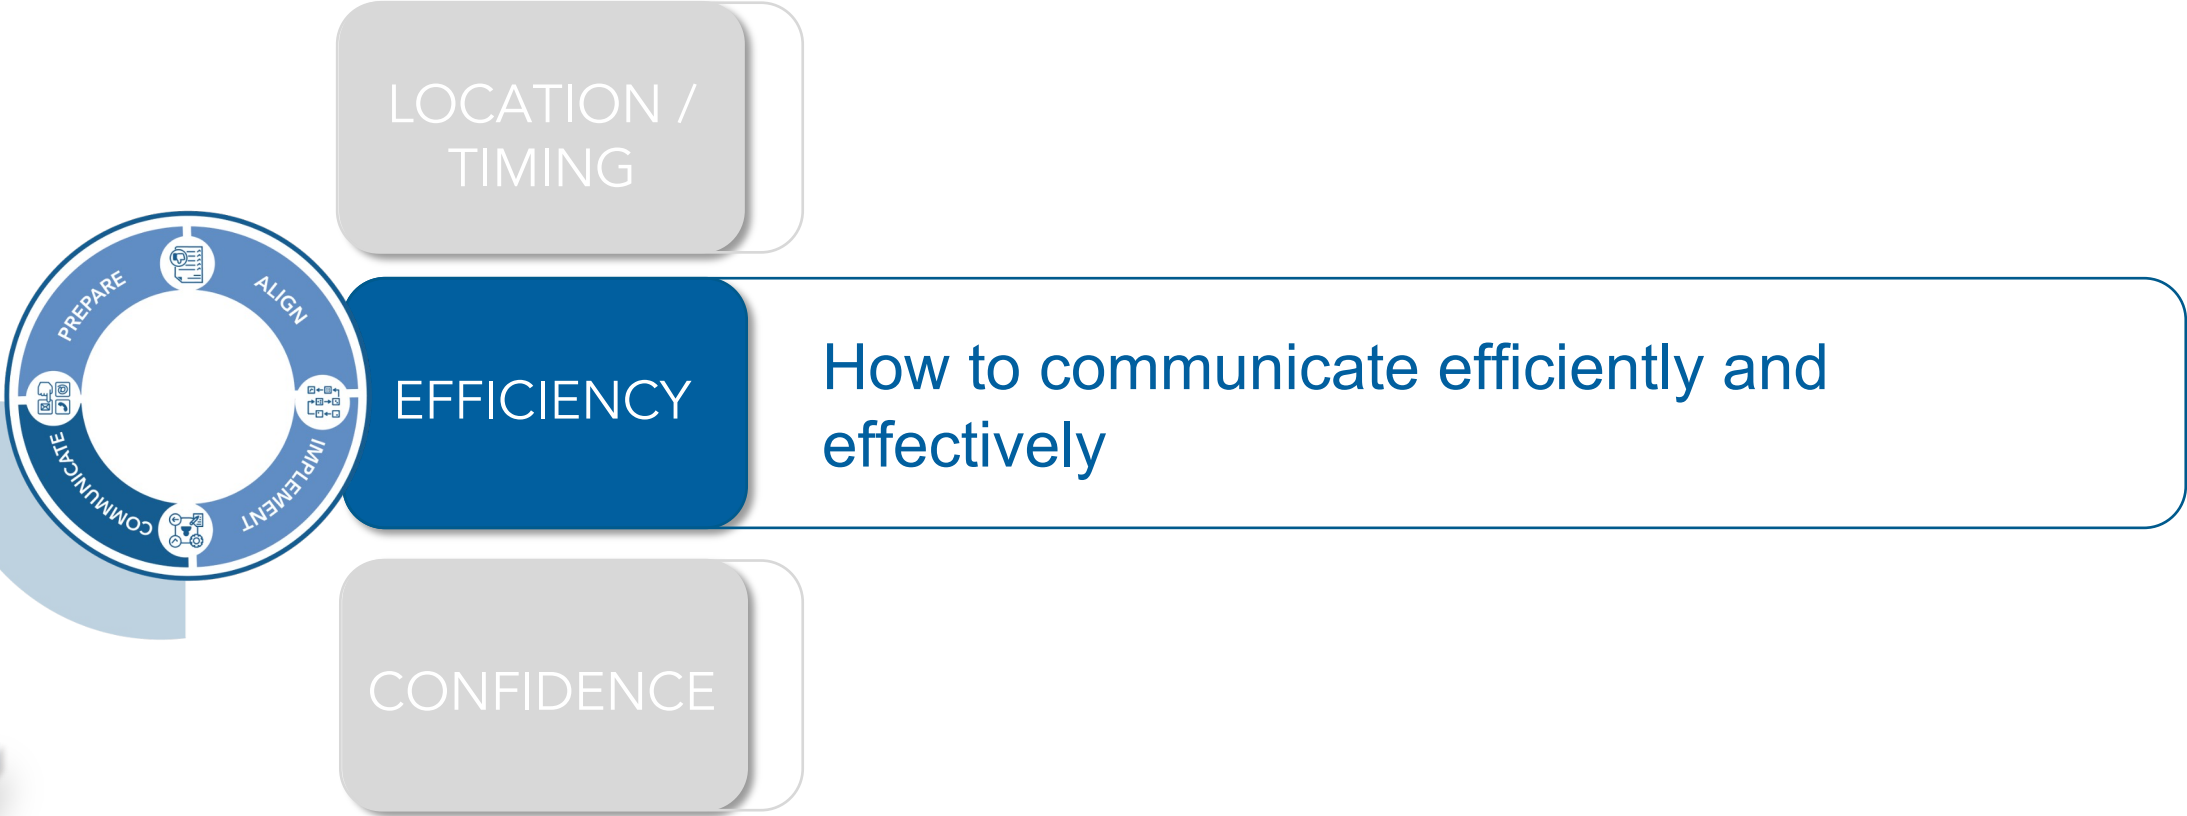 LOCATION /
TIMING
PREPARE
ALIGN
COMMUNICATE
IMPLEMENT
EFFICIENCY
How to communicate efficiently and
effectively
CONFIDENCE